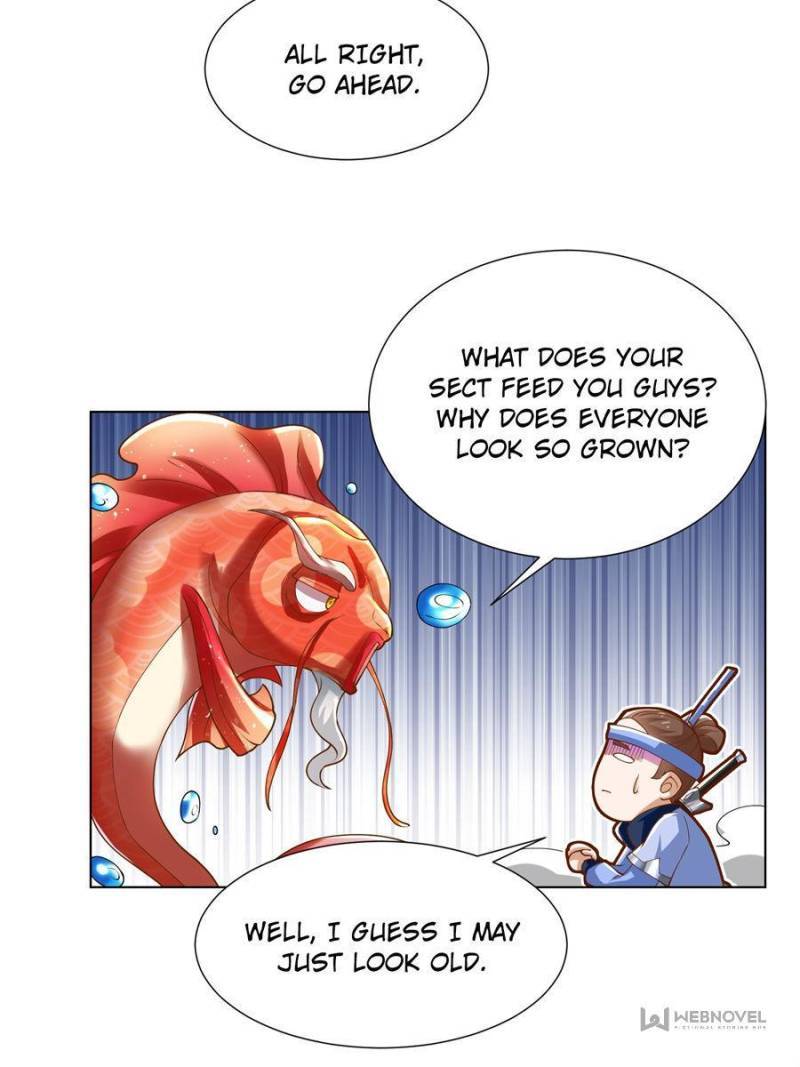 ALL RIGHT,
GO AHEAD.
WHAT DOES YOUR
SECT FEED YOU GUYS?
WHY DOES EVERYONE
LOOK SO GROWN?
WELL, I GUESS I MAY
JUST LOOK OLD.
WEBNOVEL